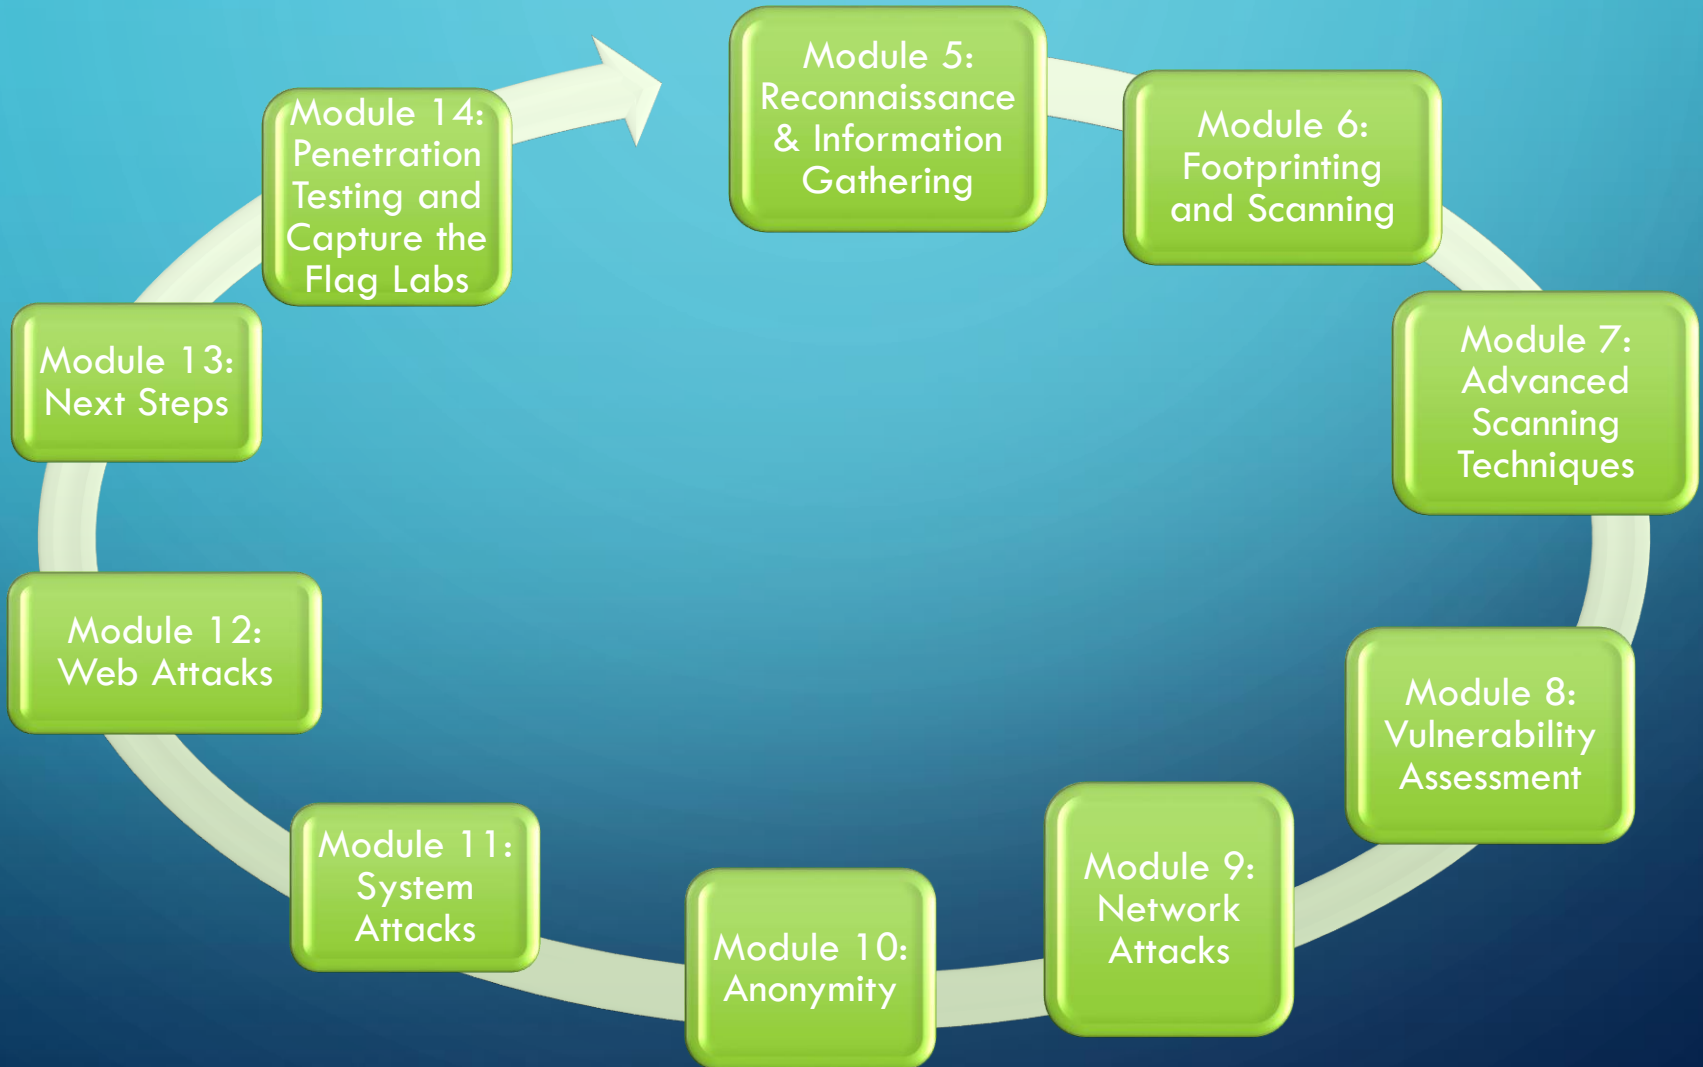 Module 5:
Reconnaissance
& Information
Gathering
Module 6:
Footprinting
and Scanning
Module 7:
Advanced
Scanning
Techniques
Module 8:
Vulnerability
Assessment
Module 9:
Network
Attacks
Module 10:
Anonymity
Module 11:
System
Attacks
Module 12:
Web Attacks
Module 13:
Next Steps
Module 14:
Penetration
Testing and
Capture the
Flag Labs